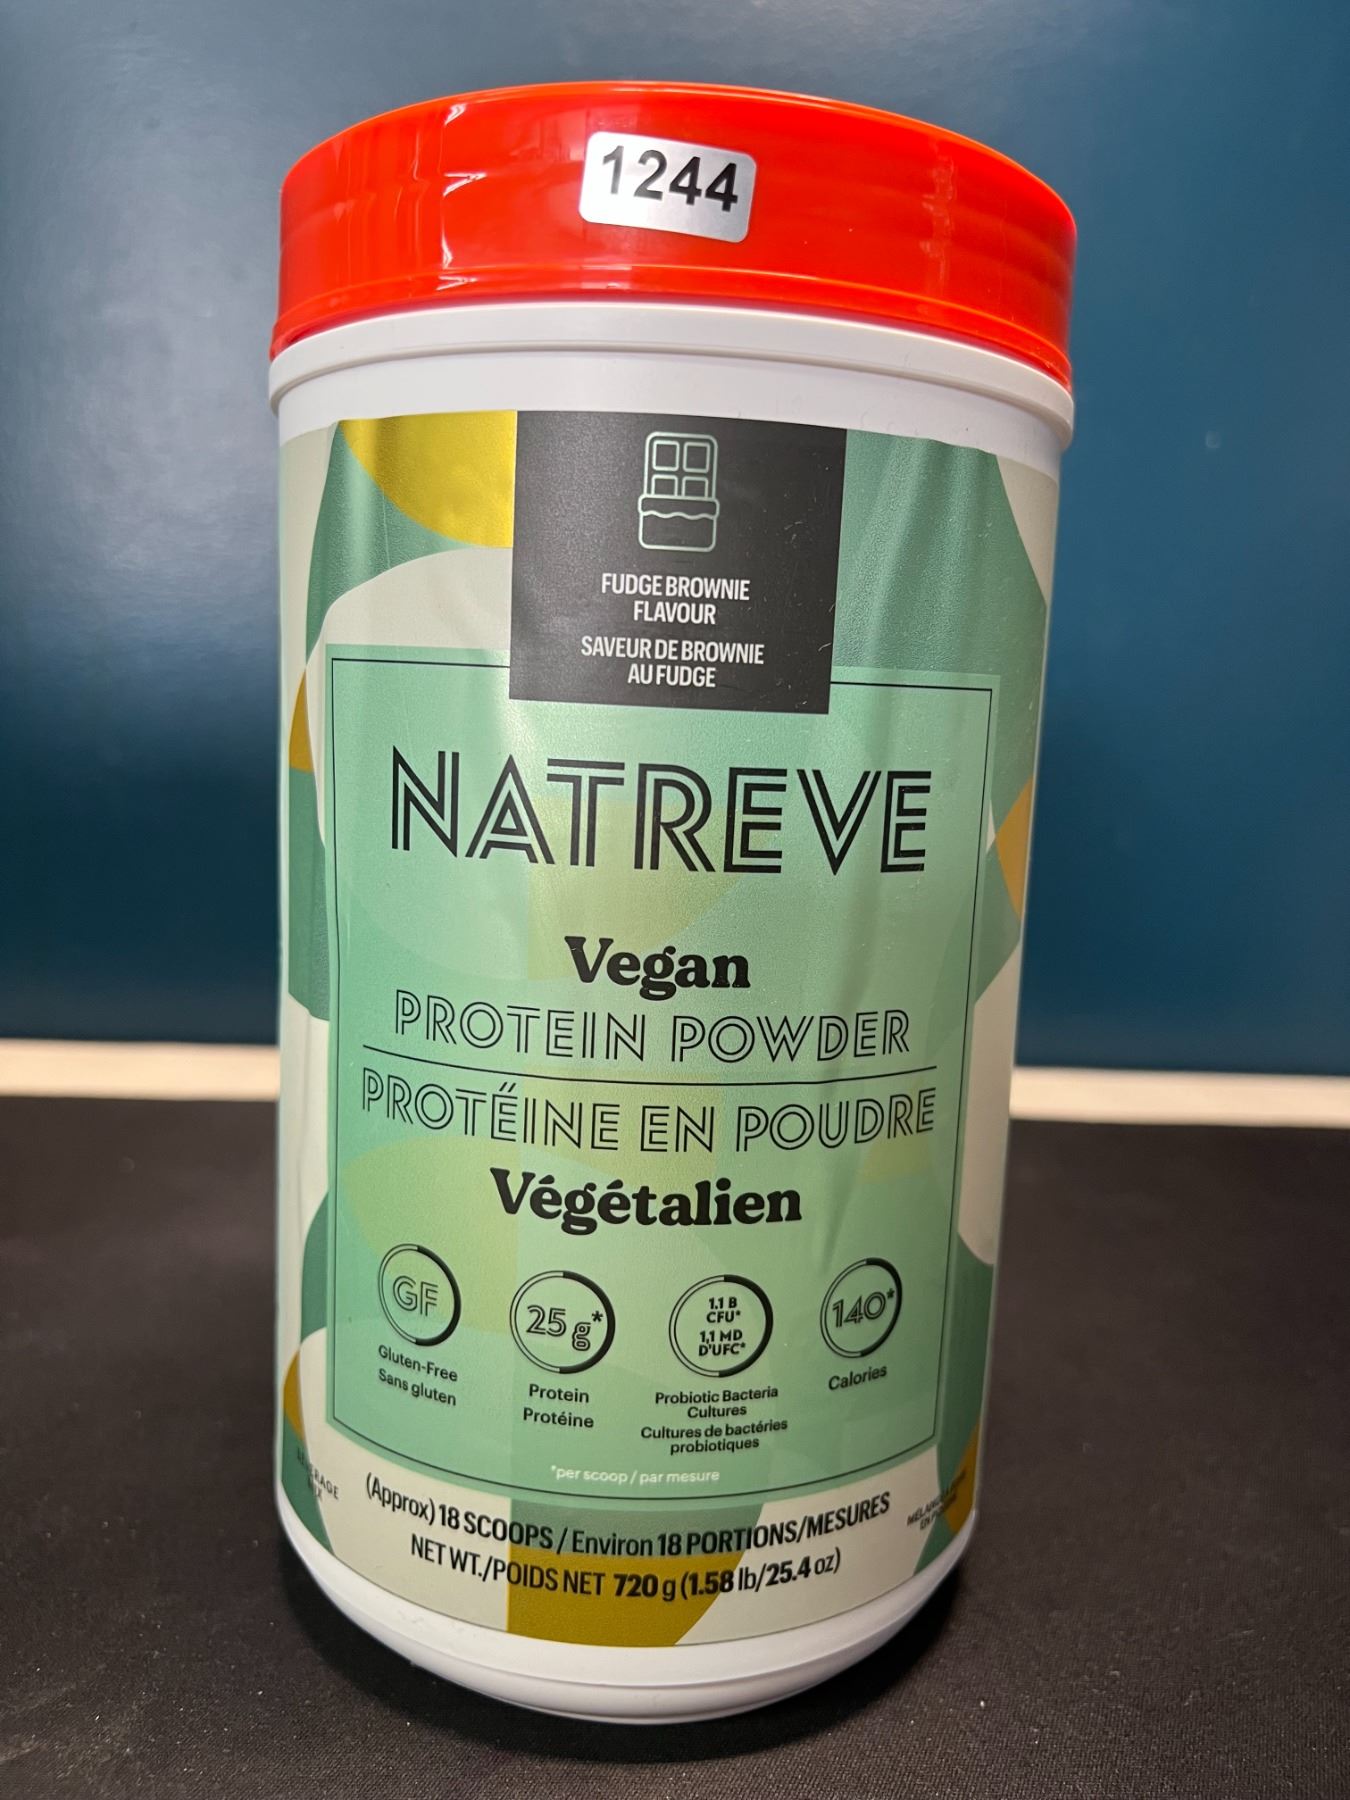 1244
FUDGE BROWNIE
FLAVOUR
SAVEUR DE BROWNIE
AU FUDGE
NATREVE
Vegan
PROTEIN POWDER
PROTÉINE EN POUDRE
Végétalien
GF
Gluten-Free
Sans gluten
25 g*
Protein
Protéine
1.1 B
CFU*
1,1 MD
D'UFC*
Probiotic Bacteria
Cultures
Cultures de bactéries
probiotiques
140*
Calories
*per scoop / par mesure
BEVERAGE
MIX
(Approx) 18 SCOOPS / Environ 18 PORTIONS/MESURES
NET WT./POIDS NET 720 g (1.58 lb/25.4 oz)